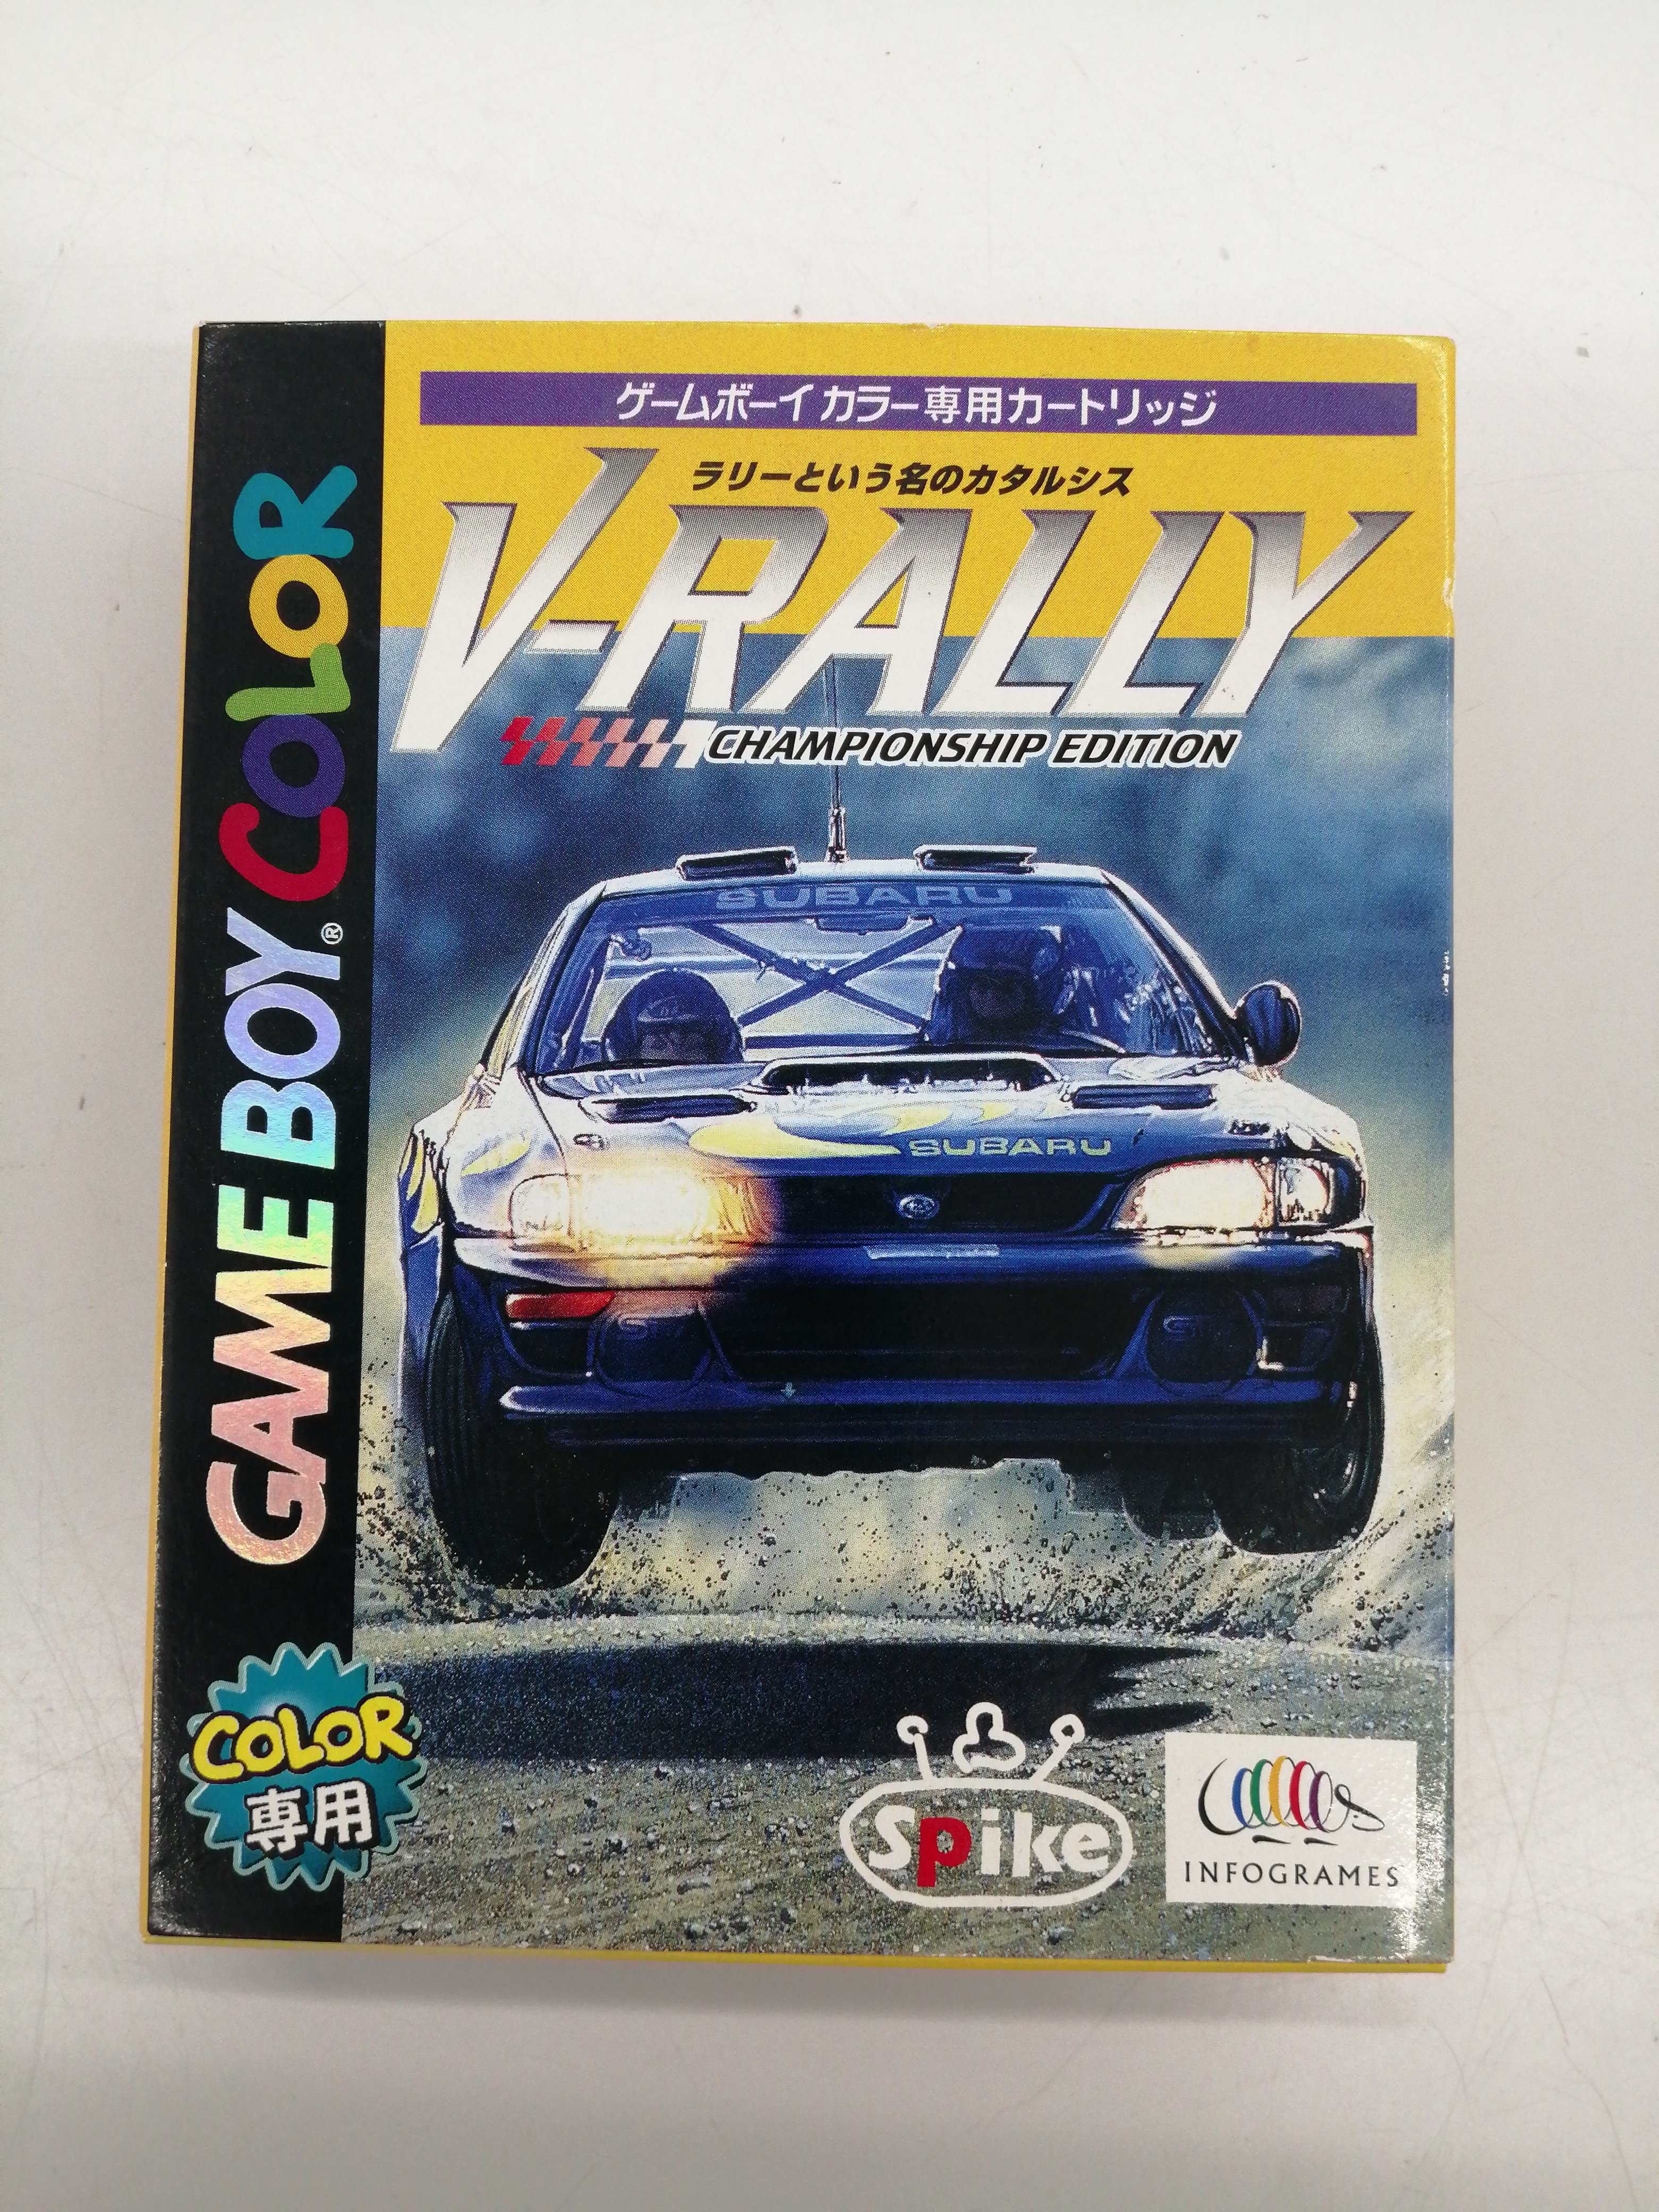 ゲームボーイカラー専用カートリッジ
ラリーという名のカタルシス
V-RALLY
CHAMPIONSHIP EDITION
GAME BOY® COLOR
SUBARU
SUBARU
COLOR
専用
Spike
INFOGRAMES